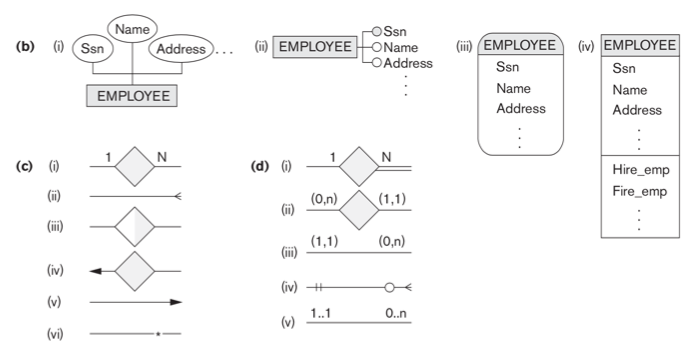 (b) (i) Ssn Name Address . . .
EMPLOYEE
(ii) EMPLOYEE
Ssn
Name
Address
.
.
.
(iii) EMPLOYEE
Ssn
Name
Address
.
.
.
(iv) EMPLOYEE
Ssn
Name
Address
.
.
.
Hire_emp
Fire_emp
.
.
.
(c) (i) 1 N
(ii)
(iii)
(iv)
(v)
(vi) *
(d) (i) 1 N
(ii) (0,n) (1,1)
(iii) (1,1) (0,n)
(iv)
(v) 1..1 0..n